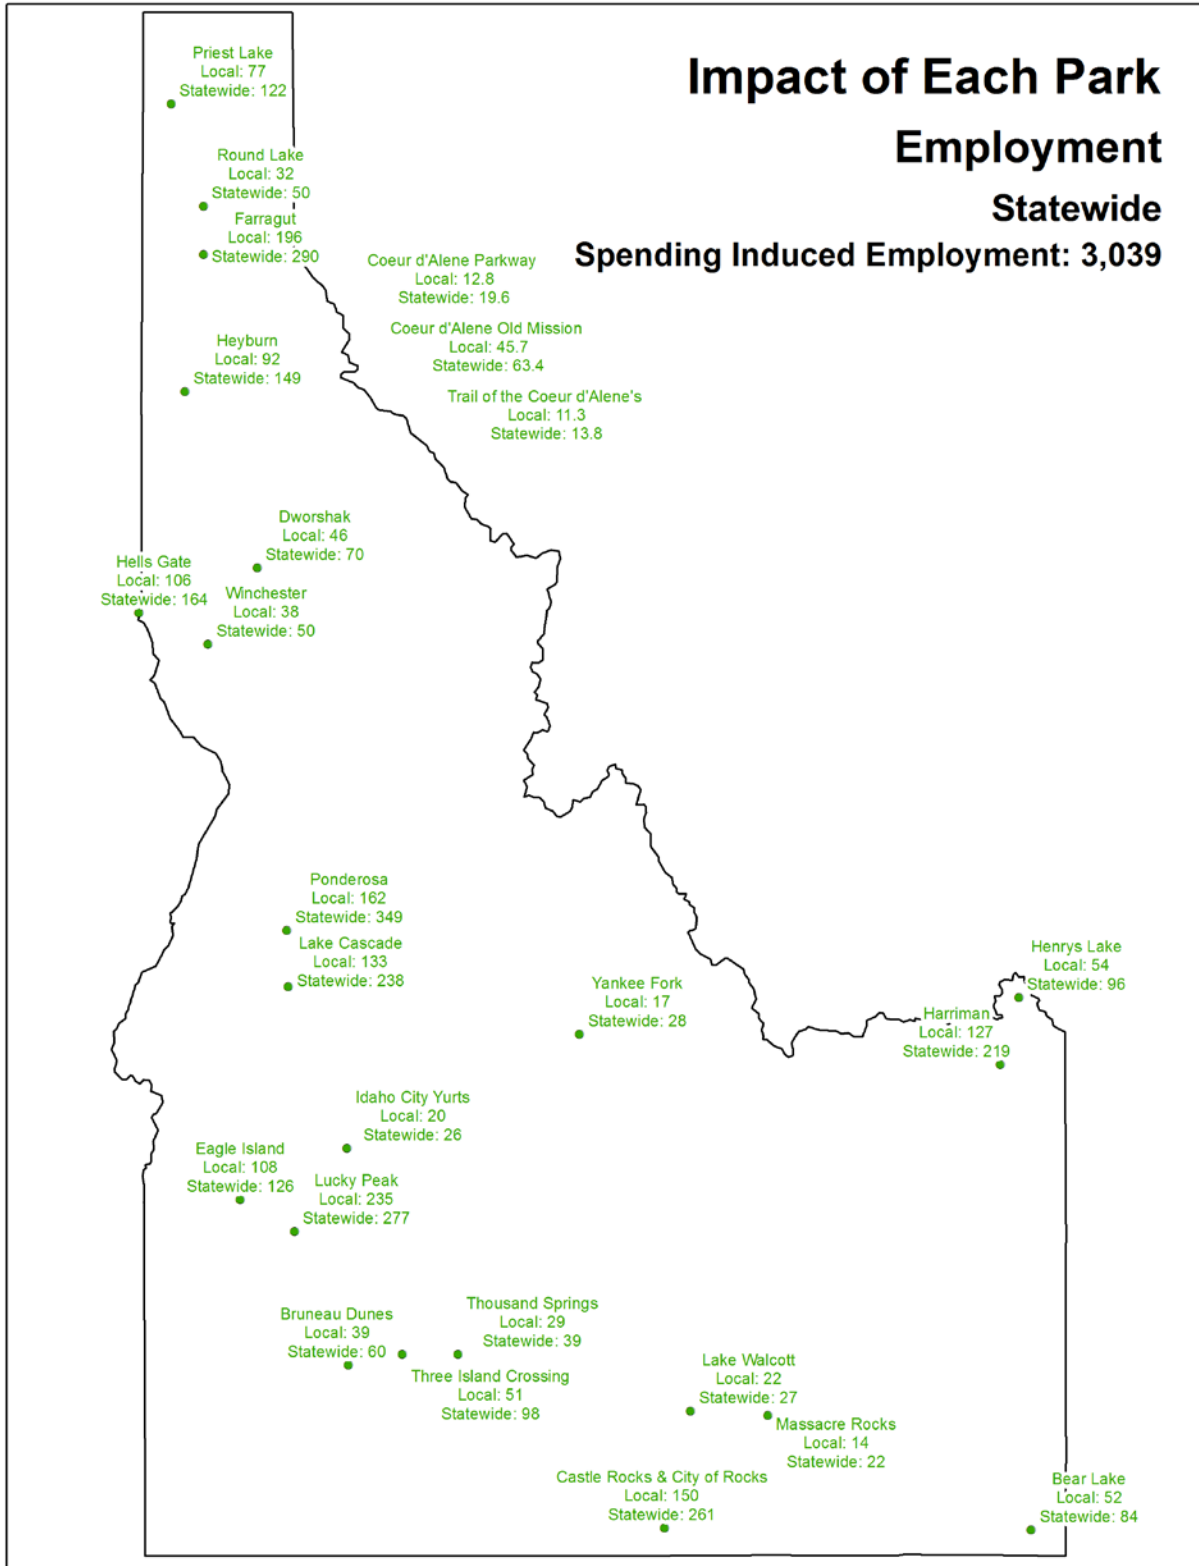 Impact of Each Park
Employment
Statewide
Spending Induced Employment: 3,039
Priest Lake
Local: 77
Statewide: 122
Round Lake
Local: 32
Statewide: 50
Farragut
Local: 196
Statewide: 290
Coeur d'Alene Parkway
Local: 12.8
Statewide: 19.6
Coeur d'Alene Old Mission
Local: 45.7
Statewide: 63.4
Heyburn
Local: 92
Statewide: 149
Trail of the Coeur d'Alene's
Local: 11.3
Statewide: 13.8
Dworshak
Local: 46
Statewide: 70
Hells Gate
Local: 106
Statewide: 164
Winchester
Local: 38
Statewide: 50
Ponderosa
Local: 162
Statewide: 349
Lake Cascade
Local: 133
Statewide: 238
Yankee Fork
Local: 17
Statewide: 28
Henrys Lake
Local: 54
Statewide: 96
Harriman
Local: 127
Statewide: 219
Idaho City Yurts
Local: 20
Statewide: 26
Eagle Island
Local: 108
Statewide: 126
Lucky Peak
Local: 235
Statewide: 277
Bruneau Dunes
Local: 39
Statewide: 60
Thousand Springs
Local: 29
Statewide: 39
Three Island Crossing
Local: 51
Statewide: 98
Lake Walcott
Local: 22
Statewide: 27
Massacre Rocks
Local: 14
Statewide: 22
Castle Rocks & City of Rocks
Local: 150
Statewide: 261
Bear Lake
Local: 52
Statewide: 84